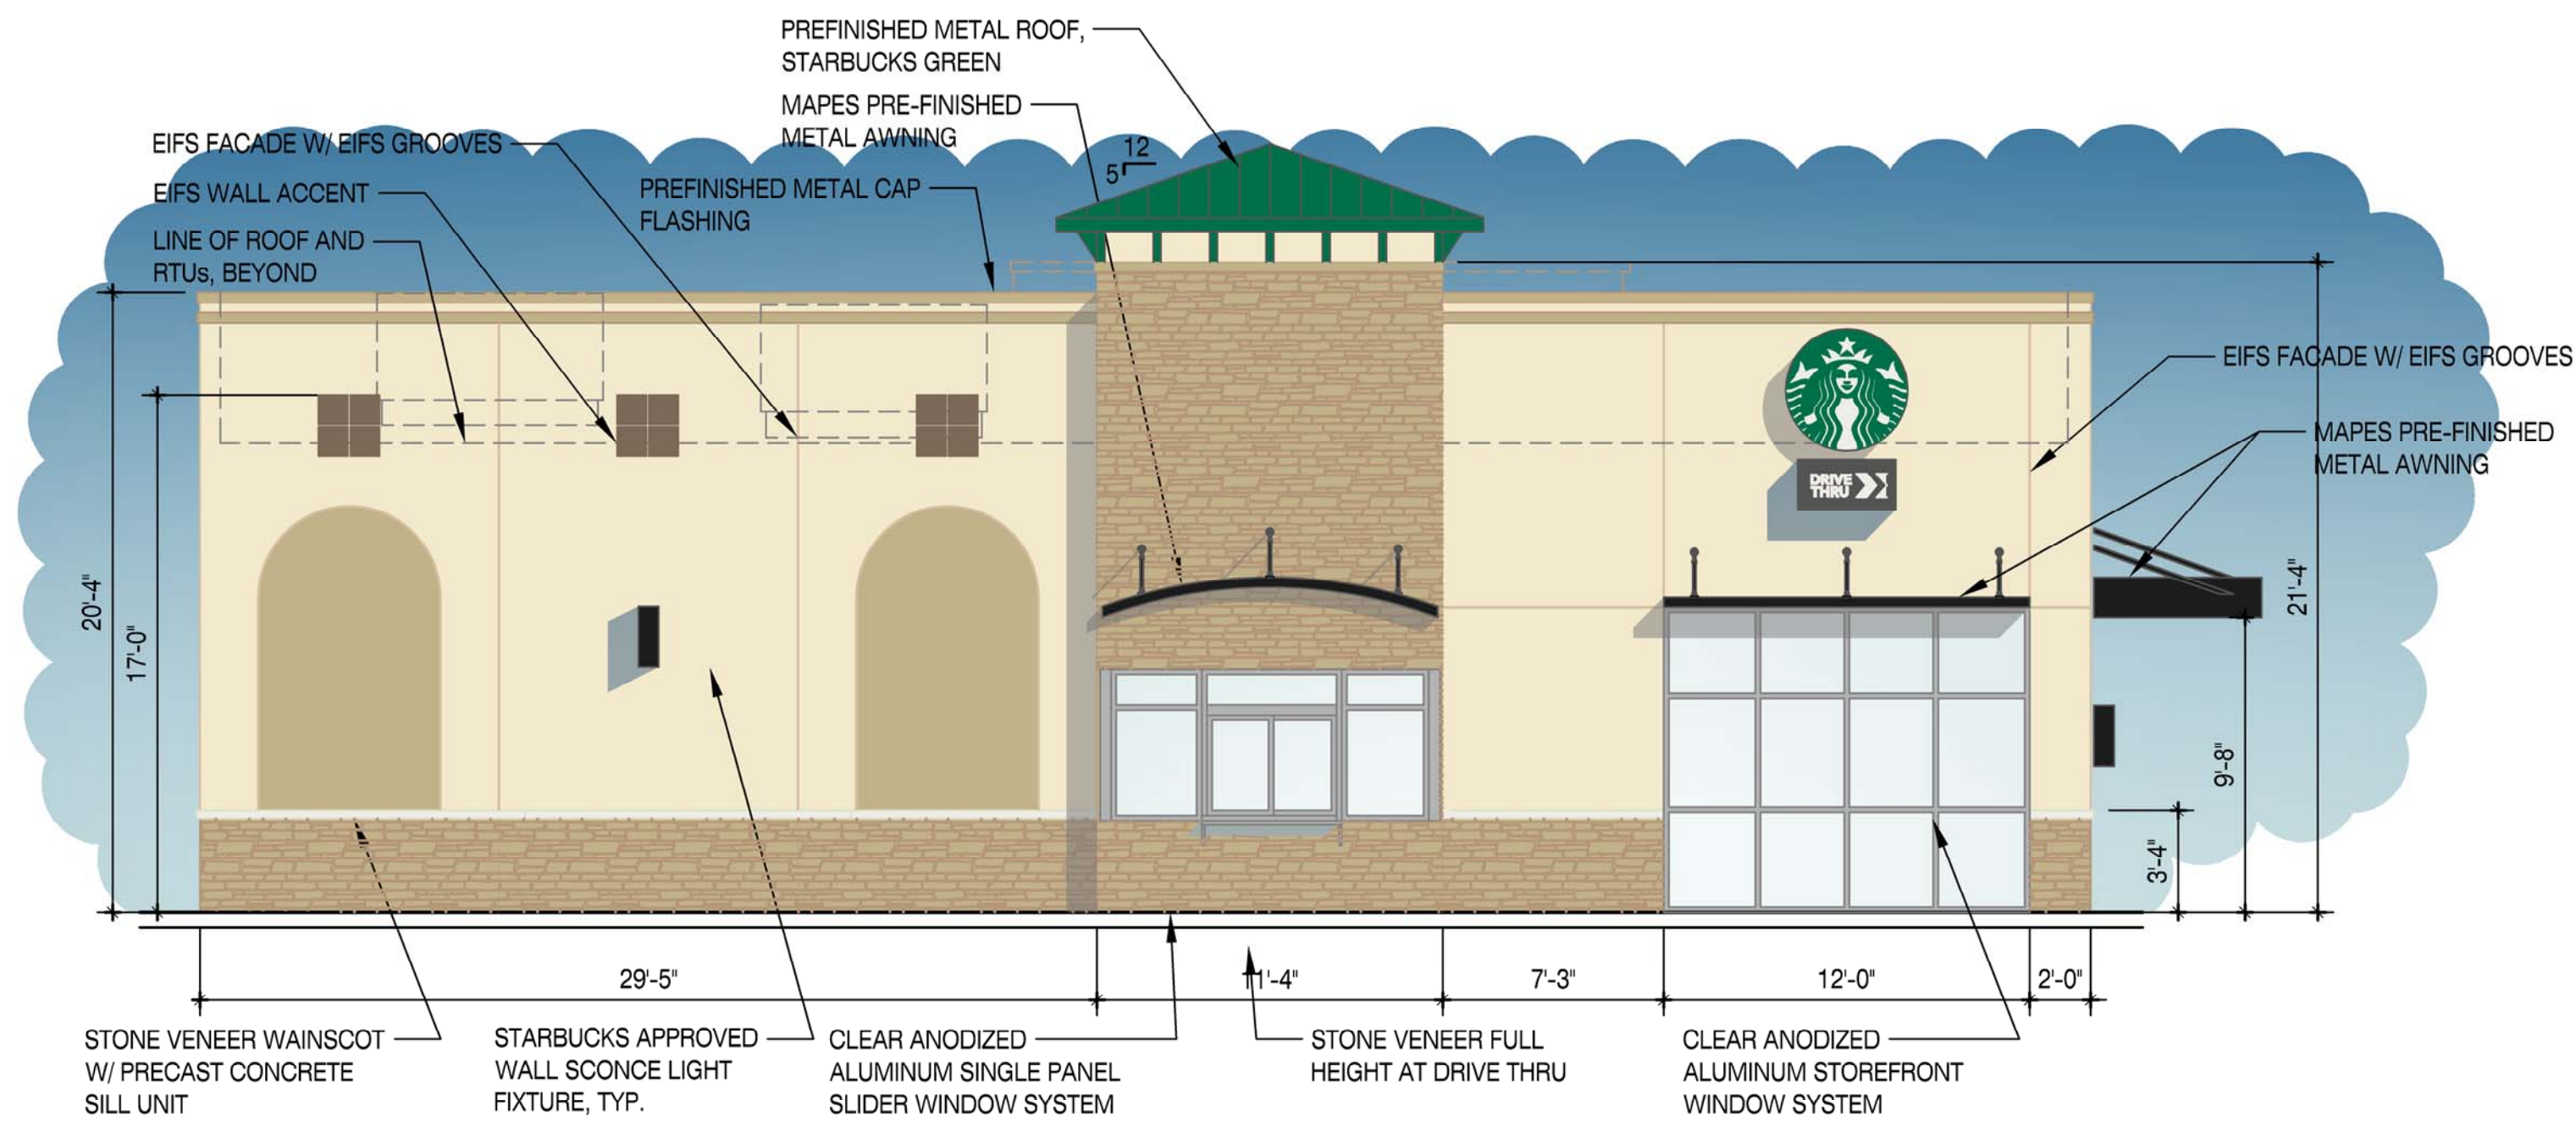 PREFINISHED METAL ROOF,
STARBUCKS GREEN
MAPES PRE-FINISHED
METAL AWNING
EIFS FACADE W/ EIFS GROOVES
12
5
EIFS WALL ACCENT
PREFINISHED METAL CAP
FLASHING
LINE OF ROOF AND
RTUs, BEYOND
EIFS FACADE W/ EIFS GROOVES
MAPES PRE-FINISHED
METAL AWNING
DRIVE
THRU
20'-4"
17'-0"
21'-4"
9'-8"
3'-4"
29'-5"
11'-4"
7'-3"
12'-0"
2'-0"
STONE VENEER WAINSCOT
W/ PRECAST CONCRETE
SILL UNIT
STARBUCKS APPROVED
WALL SCONCE LIGHT
FIXTURE, TYP.
CLEAR ANODIZED
ALUMINUM SINGLE PANEL
SLIDER WINDOW SYSTEM
STONE VENEER FULL
HEIGHT AT DRIVE THRU
CLEAR ANODIZED
ALUMINUM STOREFRONT
WINDOW SYSTEM